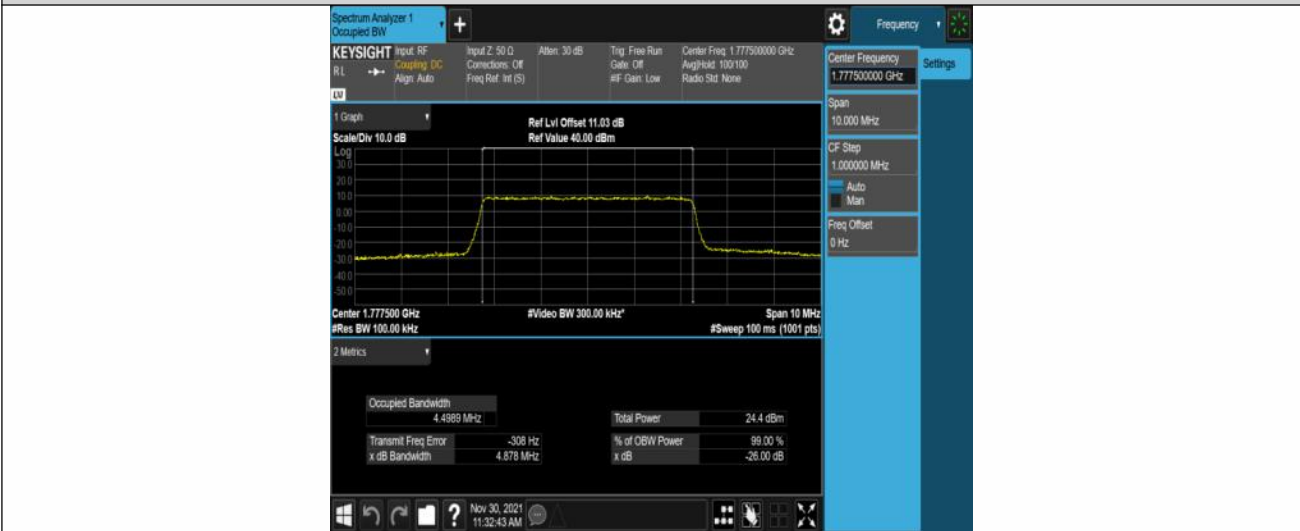 Spectrum Analyzer 1
Occupied BW
+
Frequency
KEYSIGHT
RL
LV
Input: RF
Coupling: DC
Align: Auto
Input Z: 50 Ω
Corrections: Off
Freq Ref: Int (S)
Atten: 30 dB
Trig: Free Run
Gate: Off
#IF Gain: Low
Center Freq: 1.777500000 GHz
Avg|Hold: 100/100
Radio Std: None
Center Frequency
1.777500000 GHz
Settings
Span
10.000 MHz
CF Step
1.000000 MHz
Auto
Man
Freq Offset
0 Hz
1 Graph
Scale/Div 10.0 dB
Ref Lvl Offset 11.03 dB
Ref Value 40.00 dBm
Log
30.0
20.0
10.0
0.00
-10.0
-20.0
-30.0
-40.0
-50.0
Center 1.777500 GHz
#Video BW 300.00 kHz*
Span 10 MHz
#Res BW 100.00 kHz
#Sweep 100 ms (1001 pts)
2 Metrics
Occupied Bandwidth
4.4989 MHz
Total Power 24.4 dBm
Transmit Freq Error -308 Hz
% of OBW Power 99.00 %
x dB Bandwidth 4.878 MHz
x dB -26.00 dB
?
Nov 30, 2021
11:32:43 AM